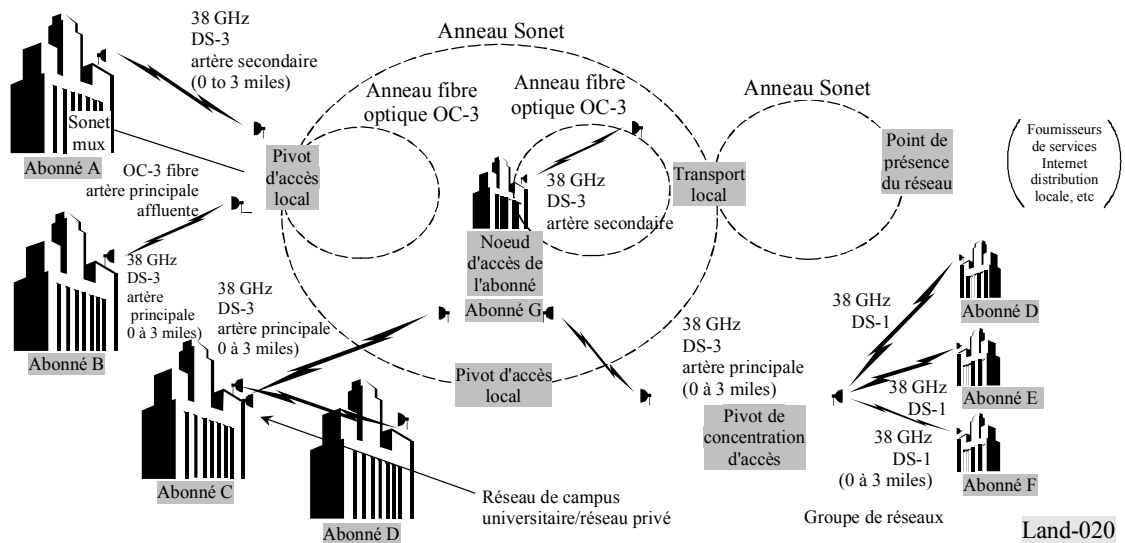 38 GHz
DS-3
artère secondaire
(0 to 3 miles)
Anneau Sonet
Anneau fibre
optique OC-3
Anneau fibre
optique OC-3
Anneau Sonet
Sonet
mux
Abonné A
Pivot
d'accès
local
OC-3 fibre
artère principale
affluente
38 GHz
DS-3
artère secondaire
Transport
local
Point de
présence
du réseau
Fournisseurs
de services
Internet
distribution
locale, etc
Noeud
d'accès de
l'abonné
Abonné G
38 GHz
DS-3
artère
principale
0 à 3 miles)
Abonné B
38 GHz
DS-3
artère principale
0 à 3 miles)
Pivot d'accès
local
38 GHz
DS-3
artère principale
(0 à 3 miles)
Pivot de
concentration
d'accès
38 GHz
DS-1
Abonné D
38 GHz
DS-1
Abonné E
38 GHz
DS-1
(0 à 3 miles)
Abonné F
Abonné C
Abonné D
Réseau de campus
universitaire/réseau privé
Groupe de réseaux
Land-020